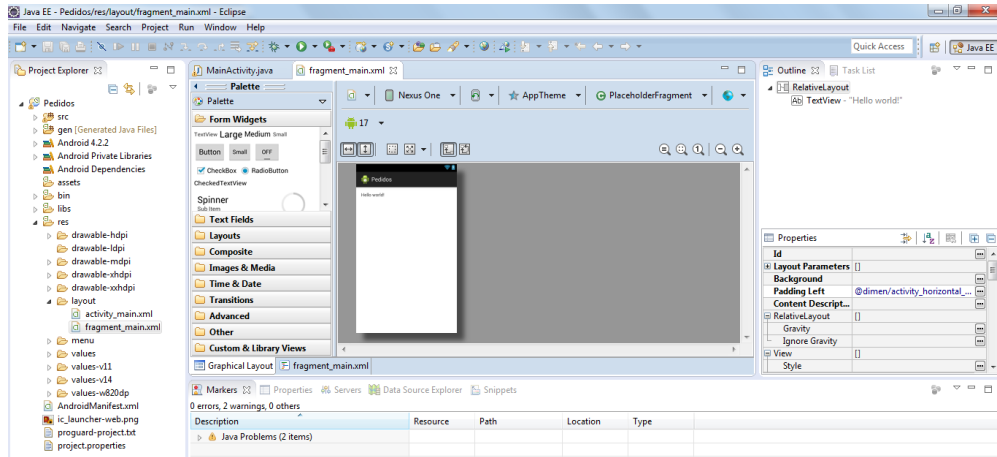 Java EE - Pedidos/res/layout/fragment_main.xml - Eclipse
File Edit Navigate Search Project Run Window Help
Quick Access
Java EE
Project Explorer
Pedidos
src
gen [Generated Java Files]
Android 4.2.2
Android Private Libraries
Android Dependencies
assets
bin
libs
res
drawable-hdpi
drawable-ldpi
drawable-mdpi
drawable-xhdpi
drawable-xxhdpi
layout
activity_main.xml
fragment_main.xml
menu
values
values-v11
values-v14
values-w820dp
AndroidManifest.xml
ic_launcher-web.png
proguard-project.txt
project.properties
MainActivity.java
fragment_main.xml
Palette
Palette
Form Widgets
TextView Large Medium Small
Button Small OFF
CheckBox RadioButton
CheckedTextView
Spinner
Sub Item
Text Fields
Layouts
Composite
Images & Media
Time & Date
Transitions
Advanced
Other
Custom & Library Views
Nexus One
AppTheme
PlaceholderFragment
17
Pedidos
Hello world!
Graphical Layout
fragment_main.xml
Outline
Task List
RelativeLayout
Ab TextView - "Hello world!"
Properties
Id
Layout Parameters []
Background
Padding Left @dimen/activity_horizontal_...
Content Descript...
RelativeLayout []
Gravity
Ignore Gravity
View []
Style
Markers Properties Servers Data Source Explorer Snippets
0 errors, 2 warnings, 0 others
Description Resource Path Location Type
Java Problems (2 items)